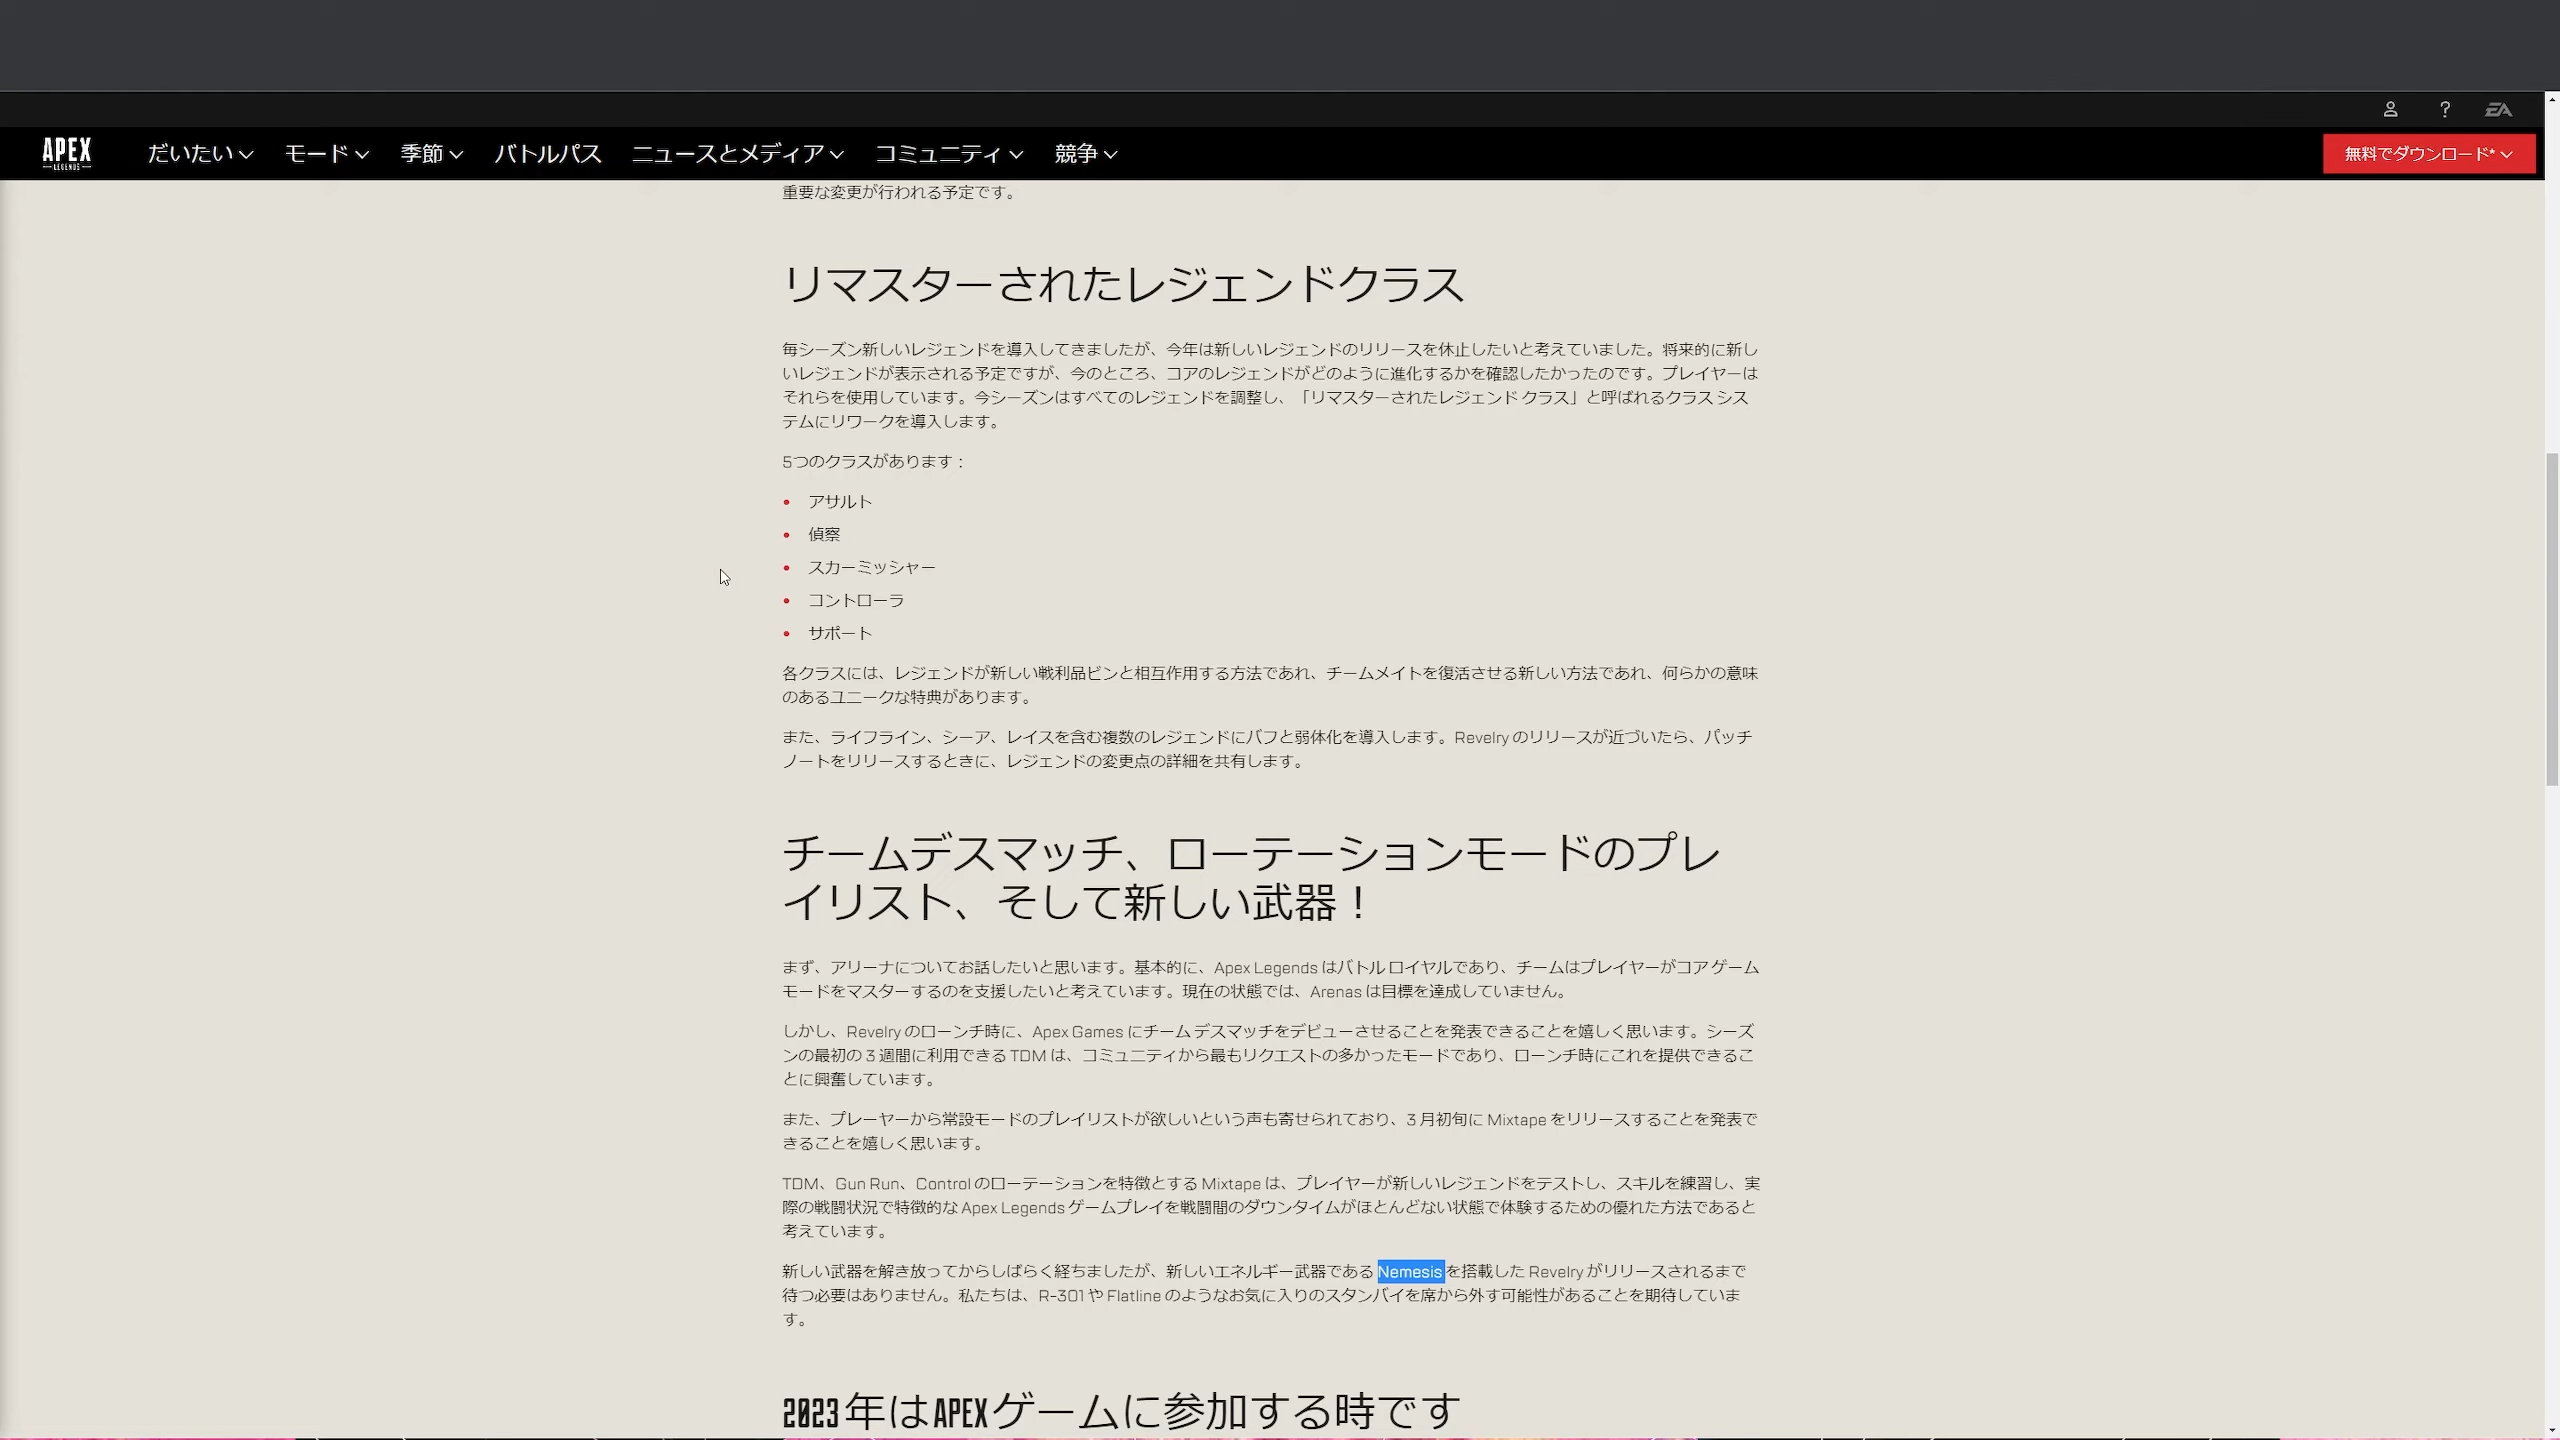 APEX
LEGENDS
だいたい
モード
季節
バトルパス
ニュースとメディア
コミュニティ
競争
?
EA
無料でダウンロード*
重要な変更が行われる予定です。
リマスターされたレジェンドクラス
毎シーズン新しいレジェンドを導入してきましたが、今年は新しいレジェンドのリリースを休止したいと考えていました。将来的に新し
いレジェンドが表示される予定ですが、今のところ、コアのレジェンドがどのように進化するかを確認したかったのです。プレイヤーは
それらを使用しています。今シーズンはすべてのレジェンドを調整し、「リマスターされたレジェンド クラス」と呼ばれるクラス シス
テムにリワークを導入します。
5つのクラスがあります：
• アサルト
• 偵察
• スカーミッシャー
• コントローラ
• サポート
各クラスには、レジェンドが新しい戦利品ビンと相互作用する方法であれ、チームメイトを復活させる新しい方法であれ、何らかの意味
のあるユニークな特典があります。
また、ライフライン、シーア、レイスを含む複数のレジェンドにバフと弱体化を導入します。Revelry のリリースが近づいたら、パッチ
ノートをリリースするときに、レジェンドの変更点の詳細を共有します。
チームデスマッチ、ローテーションモードのプレ
イリスト、そして新しい武器！
まず、アリーナについてお話したいと思います。基本的に、Apex Legends はバトル ロイヤルであり、チームはプレイヤーがコア ゲーム
モードをマスターするのを支援したいと考えています。現在の状態では、Arenas は目標を達成していません。
しかし、Revelry のローンチ時に、Apex Games にチーム デスマッチをデビューさせることを発表できることを嬉しく思います。シーズ
ンの最初の 3 週間に利用できる TDM は、コミュニティから最もリクエストの多かったモードであり、ローンチ時にこれを提供できるこ
とに興奮しています。
また、プレーヤーから常設モードのプレイリストが欲しいという声も寄せられており、3 月初旬に Mixtape をリリースすることを発表で
きることを嬉しく思います。
TDM、Gun Run、Control のローテーションを特徴とする Mixtape は、プレイヤーが新しいレジェンドをテストし、スキルを練習し、実
際の戦闘状況で特徴的な Apex Legends ゲームプレイを戦闘間のダウンタイムがほとんどない状態で体験するための優れた方法であると
考えています。
新しい武器を解き放ってからしばらく経ちましたが、新しいエネルギー武器である Nemesis を搭載した Revelry がリリースされるまで
待つ必要はありません。私たちは、R-301 や Flatline のようなお気に入りのスタンバイを席から外す可能性があることを期待していま
す。
2023 年は APEX ゲームに参加する時です